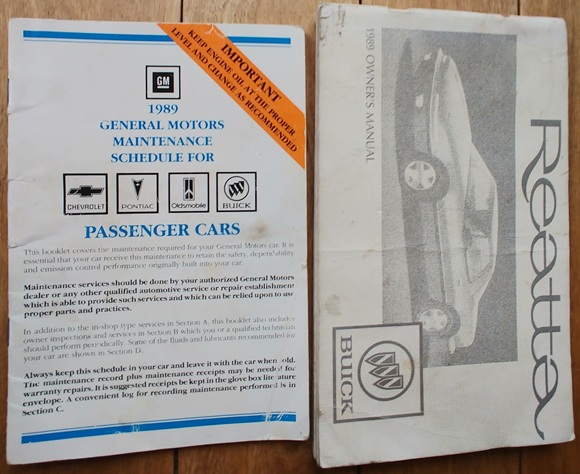 IMPORTANT
KEEP ENGINE OIL AT THE PROPER
LEVEL AND CHANGE AS RECOMMENDED
GM
1989
GENERAL MOTORS
MAINTENANCE
SCHEDULE FOR
CHEVROLET
PONTIAC
Oldsmobile
BUICK
PASSENGER CARS
This booklet covers the maintenance required for your General Motors car. It is
essential that your car receive this maintenance to retain the safety, dependability
and emission control performance originally built into your car.
Maintenance services should be done by your authorized General Motors
dealer or any other qualified automotive service or repair establishment
which is able to provide such services and which can be relied upon to use
proper parts and practices.
In addition to the in-shop type services in Section A, this booklet also includes
owner inspections and services in Section B which you or a qualified technician
should perform periodically. Some of the fluids and lubricants recommended for
your car are shown in Section D.
Always keep this schedule in your car and leave it with the car when sold.
The maintenance record plus maintenance receipts may be needed for
warranty repairs. It is suggested receipts be kept in the glove box literature
envelope. A convenient log for recording maintenance performed is in
Section C.
1989 OWNER'S MANUAL
Reatta
BUICK